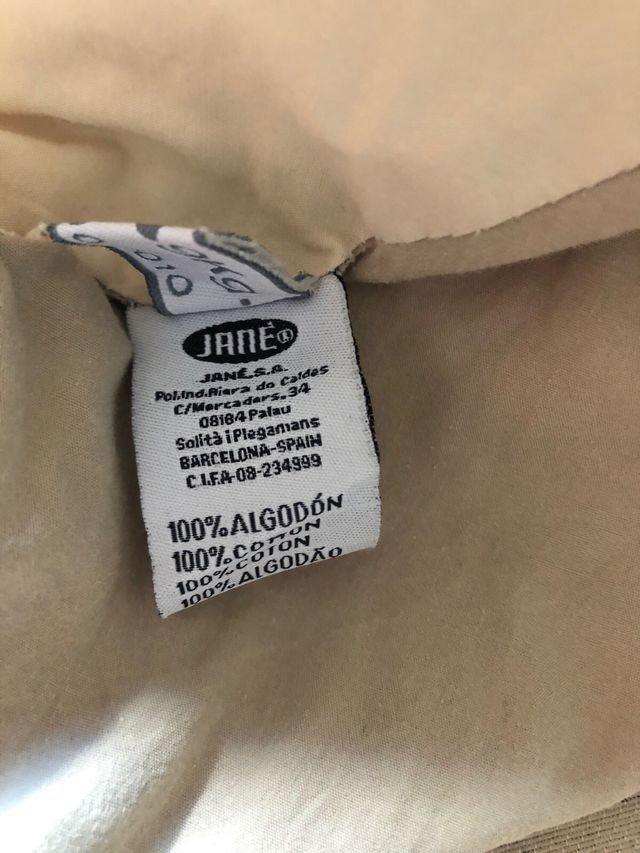 010
JANÉ®
JANÉ,S.A.
Pol.Ind.Riera de Caldes
C/Mercaders.34
08184 Palau
Solità i Plegamans
BARCELONA-SPAIN
C.I.F.A-08-234999
100%ALGODÓN
100%COTTON
100%COTON
100%ALGODÃO